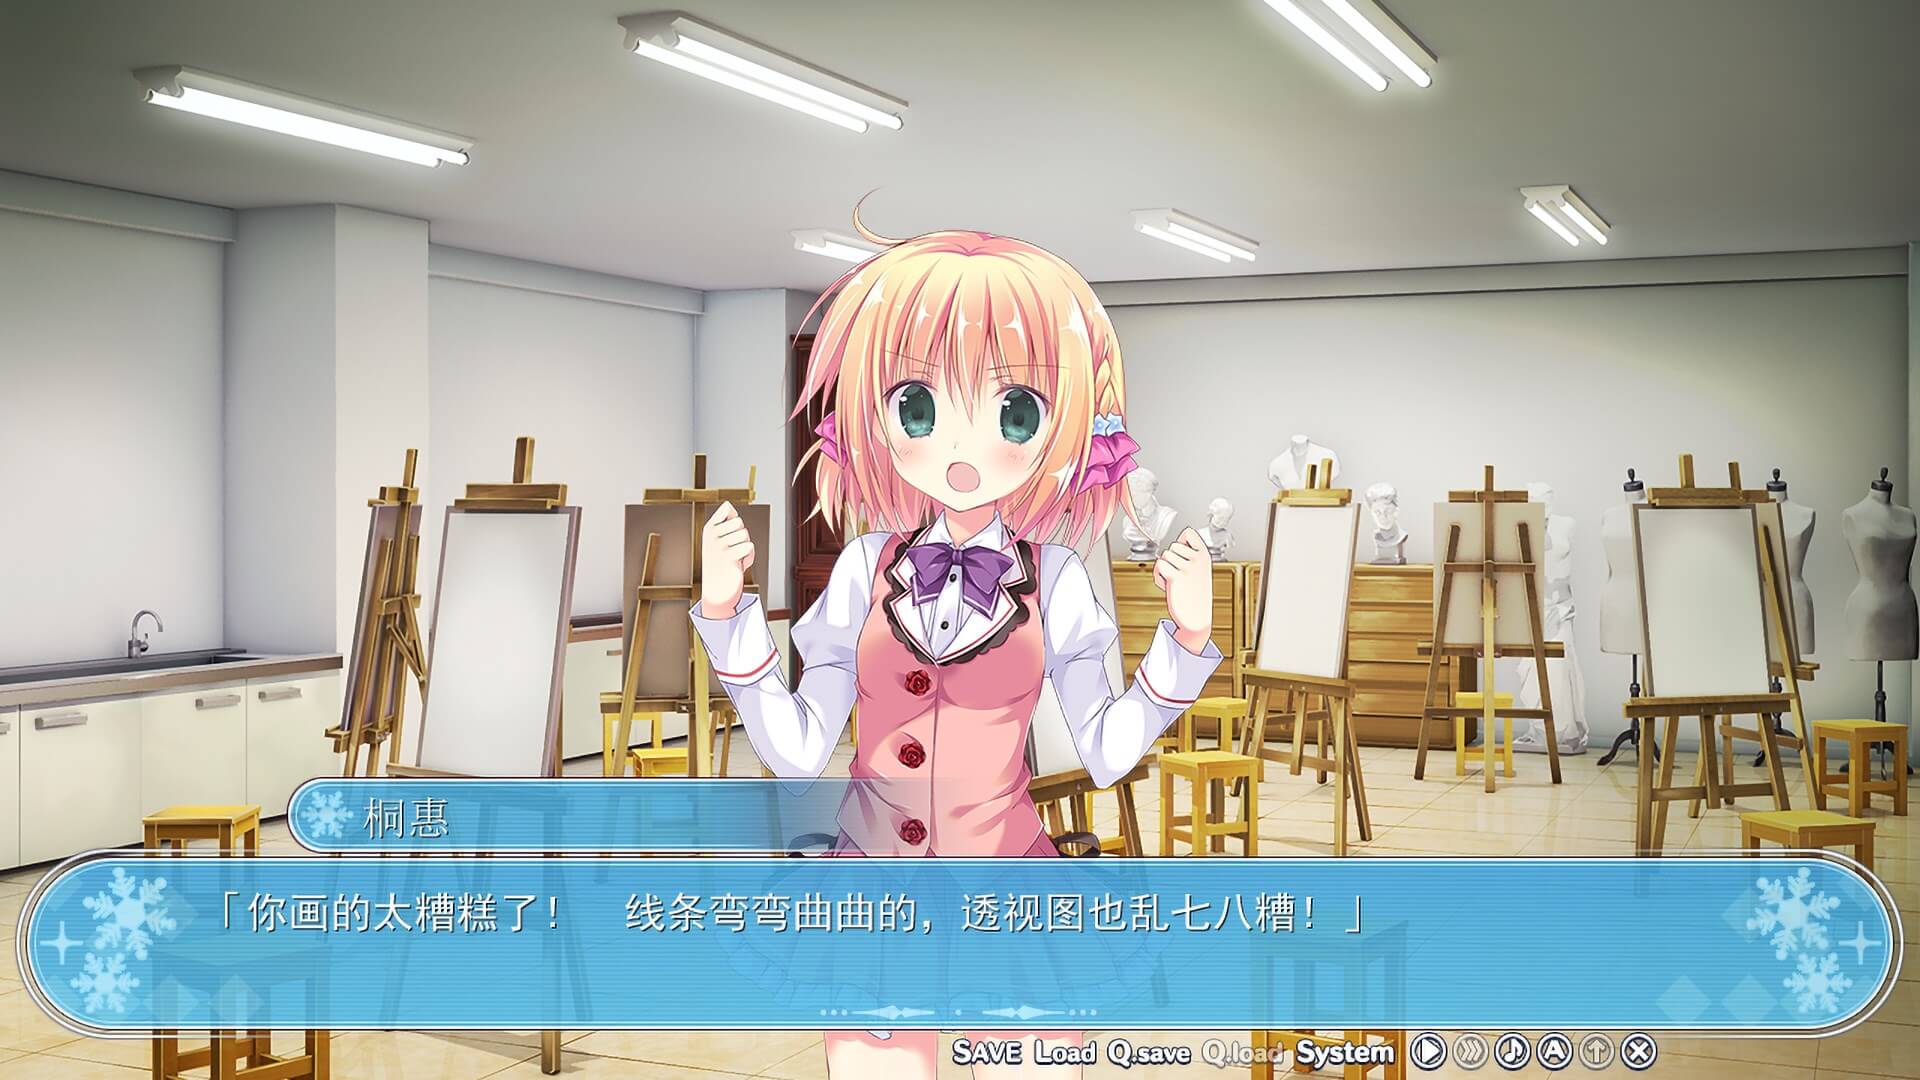 桐惠
「你画的太糟糕了！　线条弯弯曲曲的，透视图也乱七八糟！」
SAVE Load Q.save Q.load System